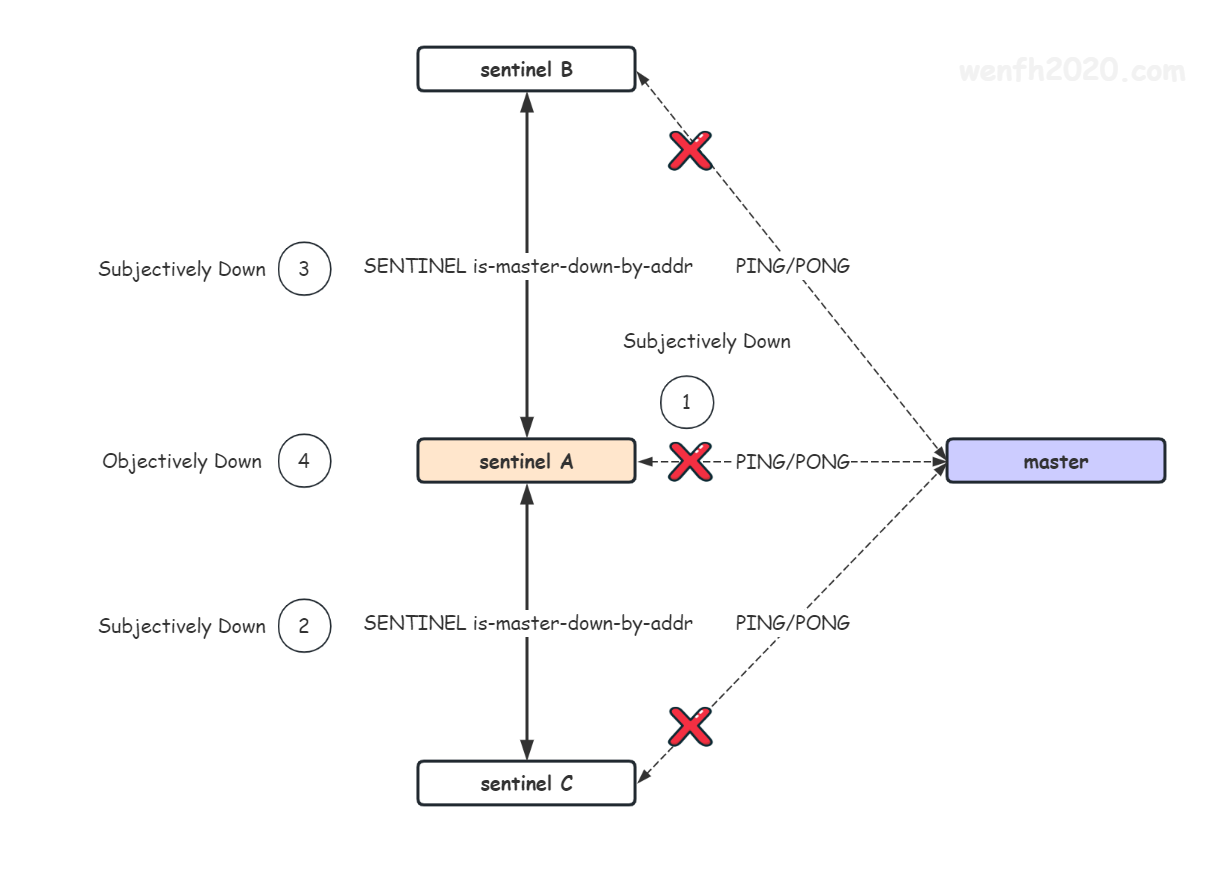 sentinel B
wenfh2020.com
Subjectively Down
3
SENTINEL is-master-down-by-addr
PING/PONG
Subjectively Down
1
Objectively Down
4
sentinel A
PING/PONG
master
Subjectively Down
2
SENTINEL is-master-down-by-addr
PING/PONG
sentinel C